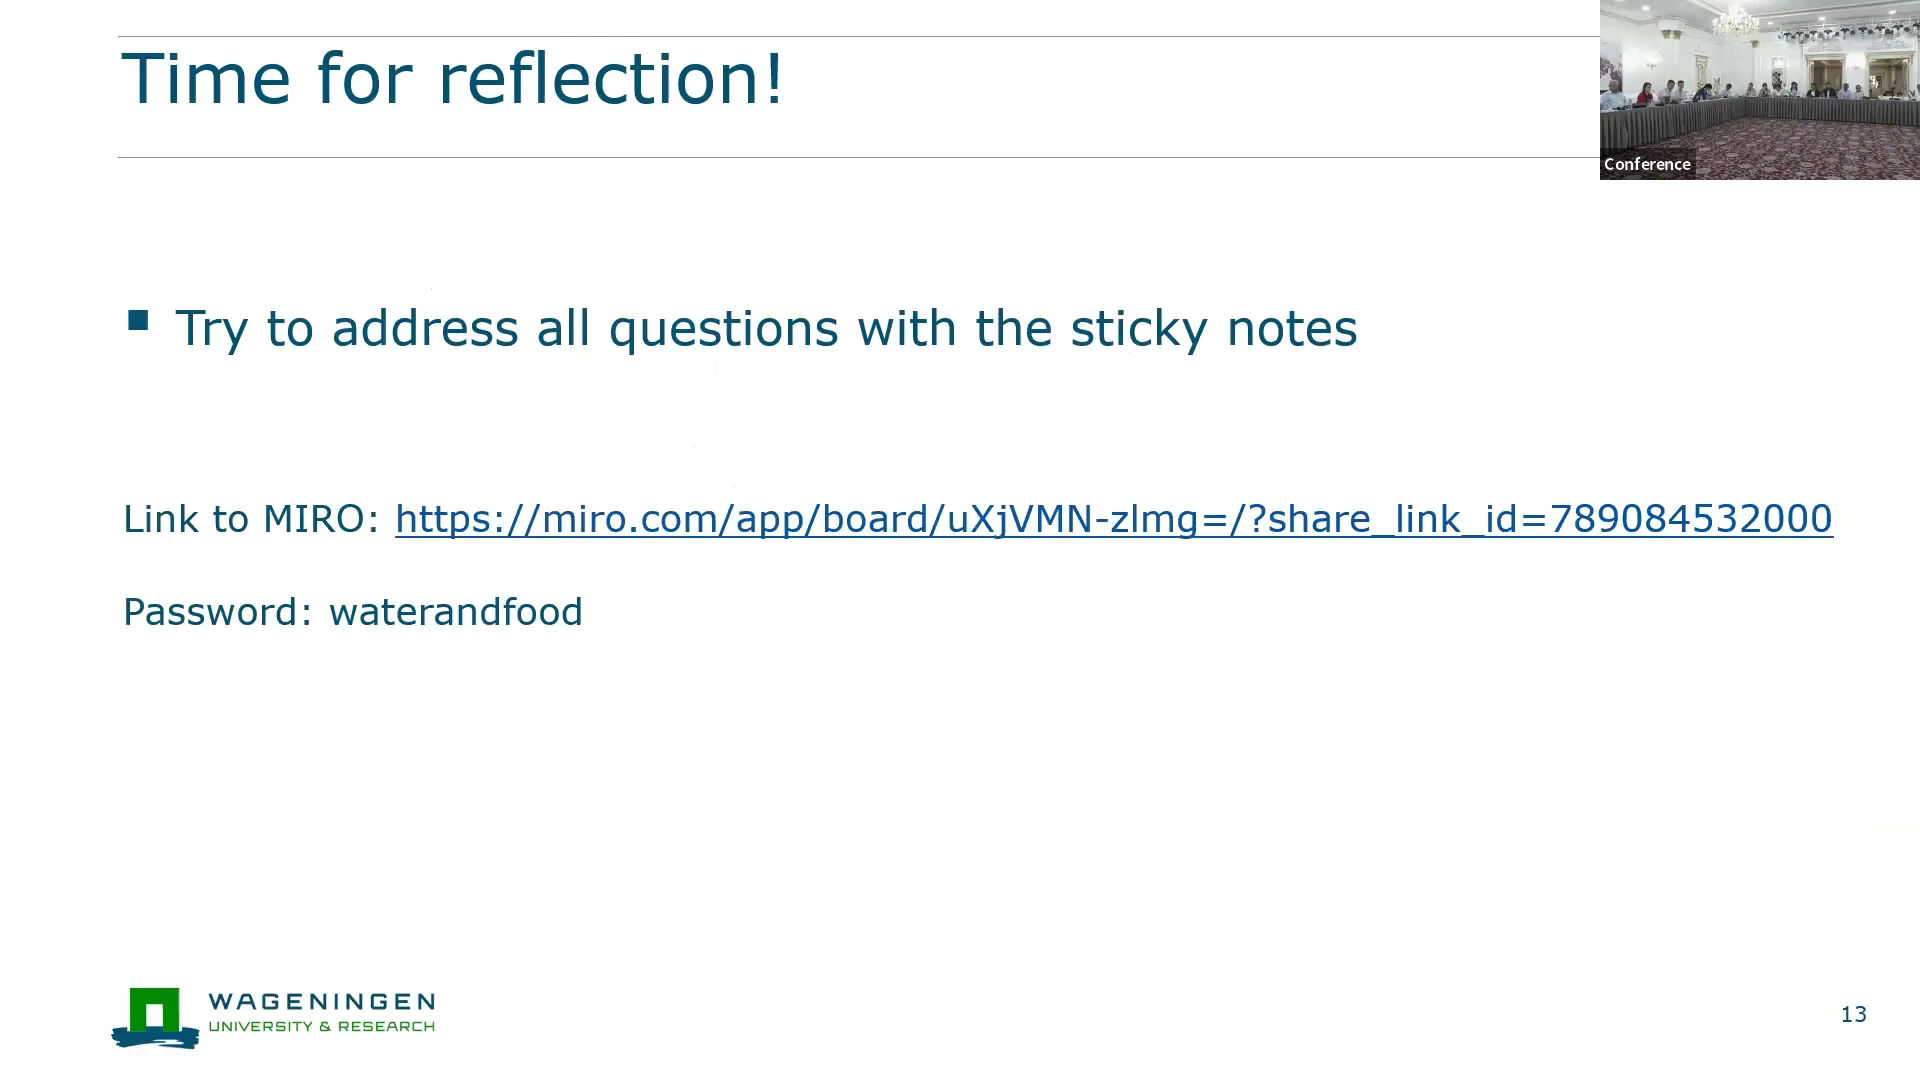 Time for reflection!
Conference
▪ Try to address all questions with the sticky notes
Link to MIRO: https://miro.com/app/board/uXjVMN-zlmg=/?share_link_id=789084532000
Password: waterandfood
WAGENINGEN
UNIVERSITY & RESEARCH
13